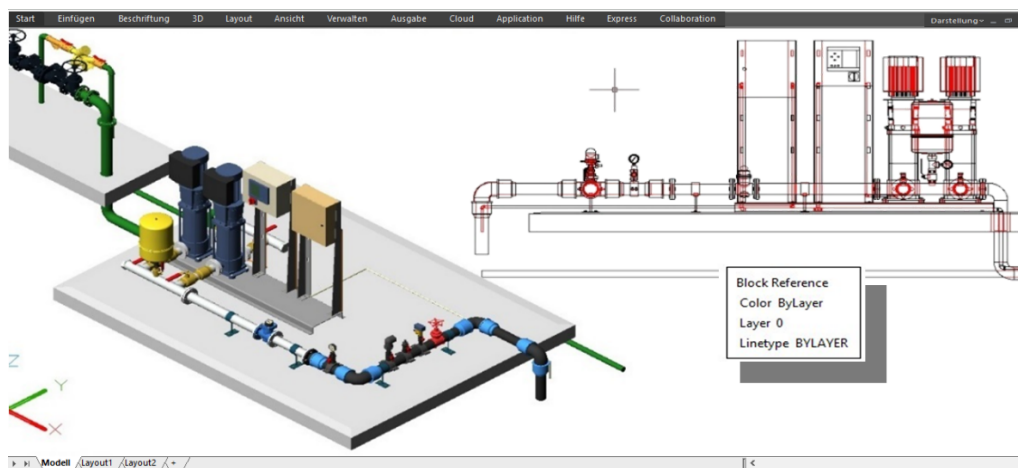 Start Einfügen Beschriftung 3D Layout Ansicht Verwalten Ausgabe Cloud Application Hilfe Express Collaboration Darstellung
Block Reference
Color ByLayer
Layer 0
Linetype BYLAYER
Z
Y
X
Modell Layout1 Layout2 +